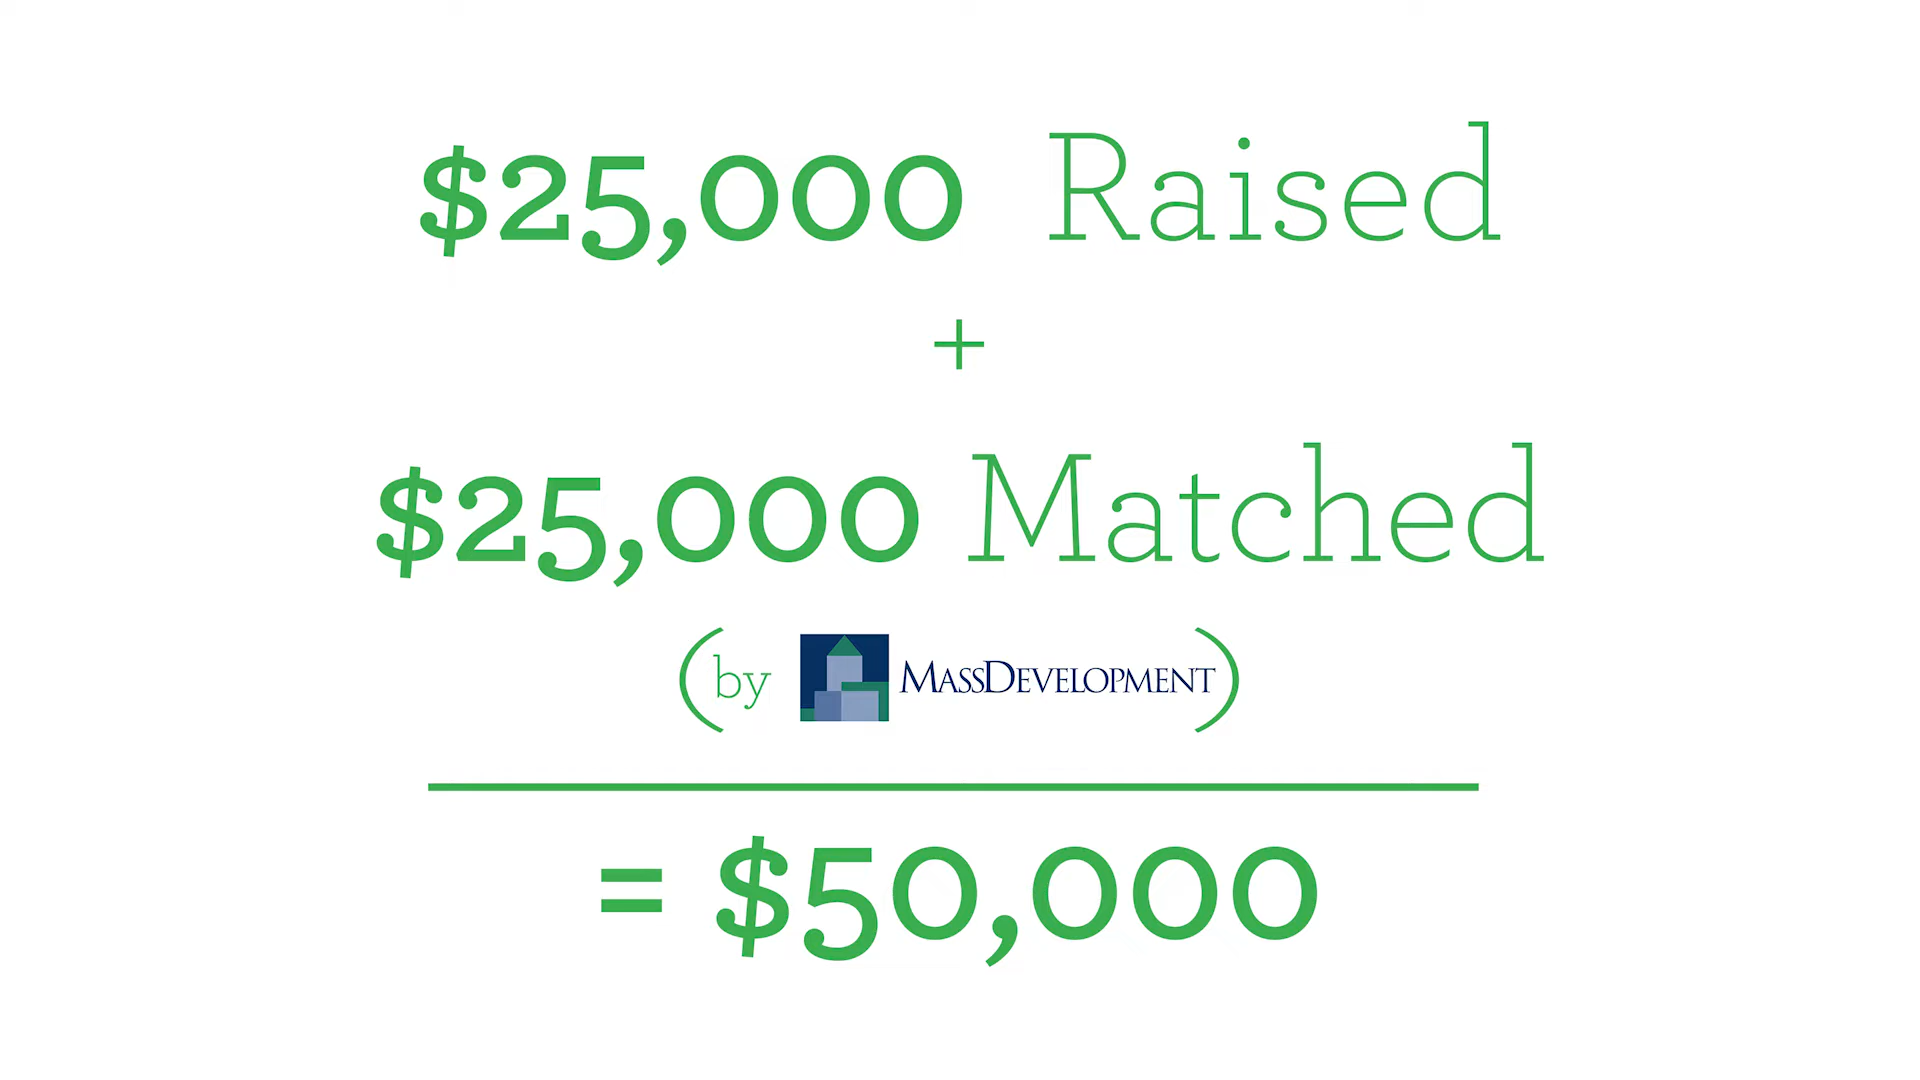 $25,000 Raised
+
$25,000 Matched
(by MASSDEVELOPMENT)
= $50,000